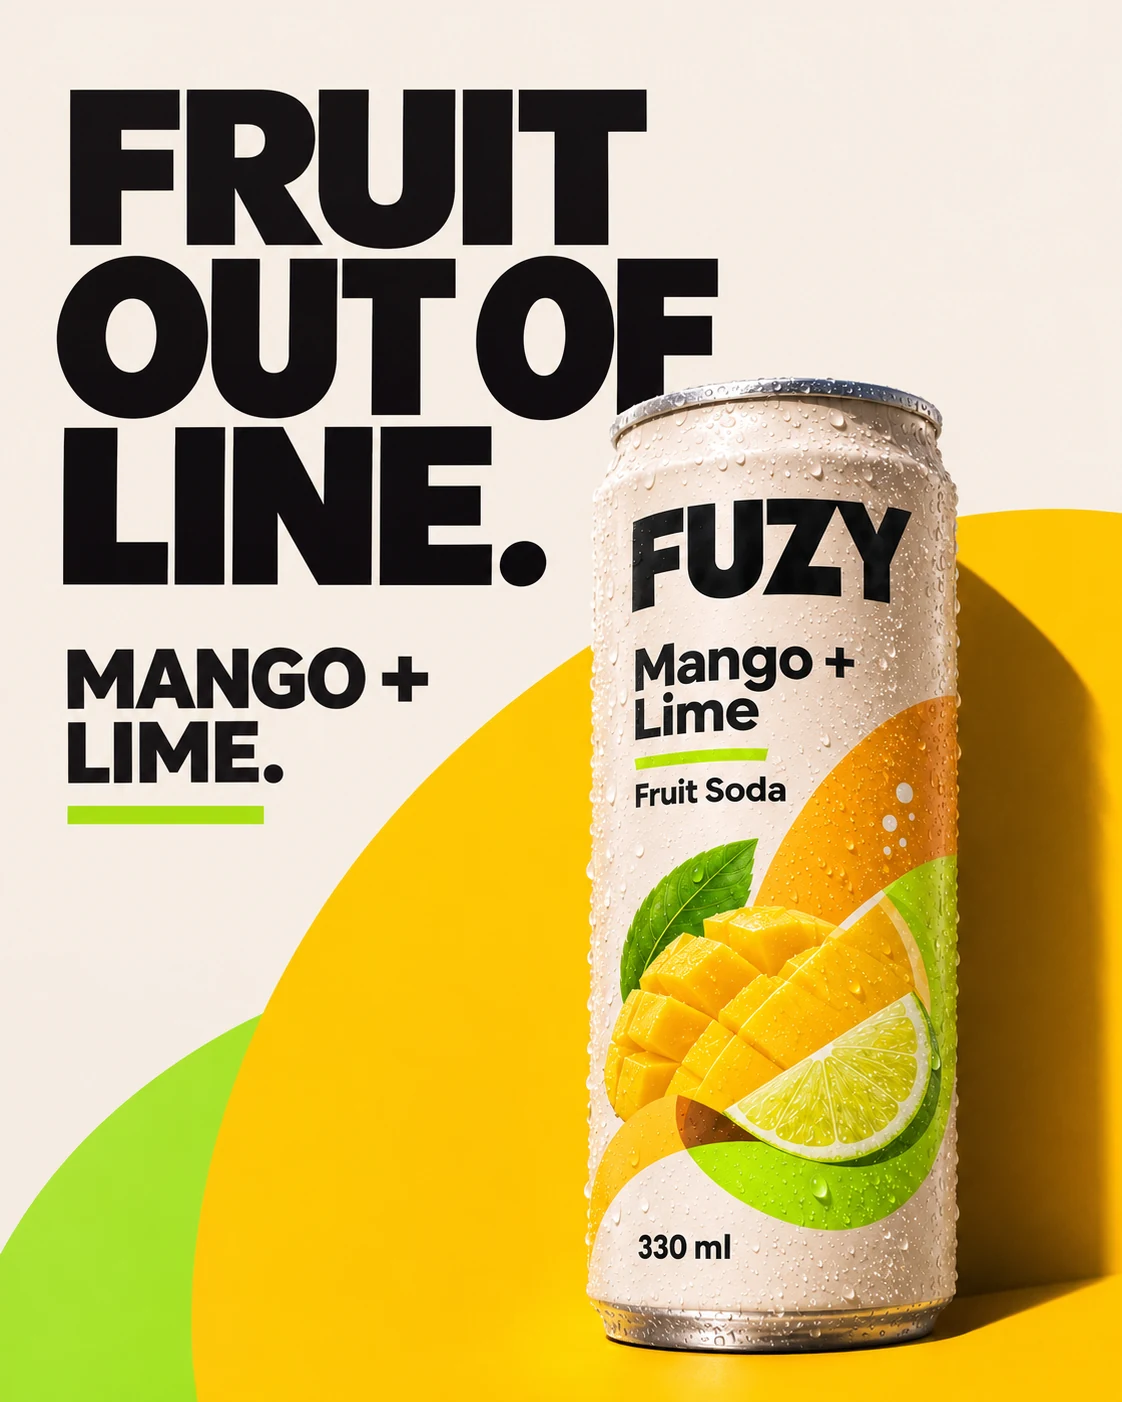 FRUIT
OUT OF
LINE.
MANGO +
LIME.
FUZY
Mango +
Lime
Fruit Soda
330 ml